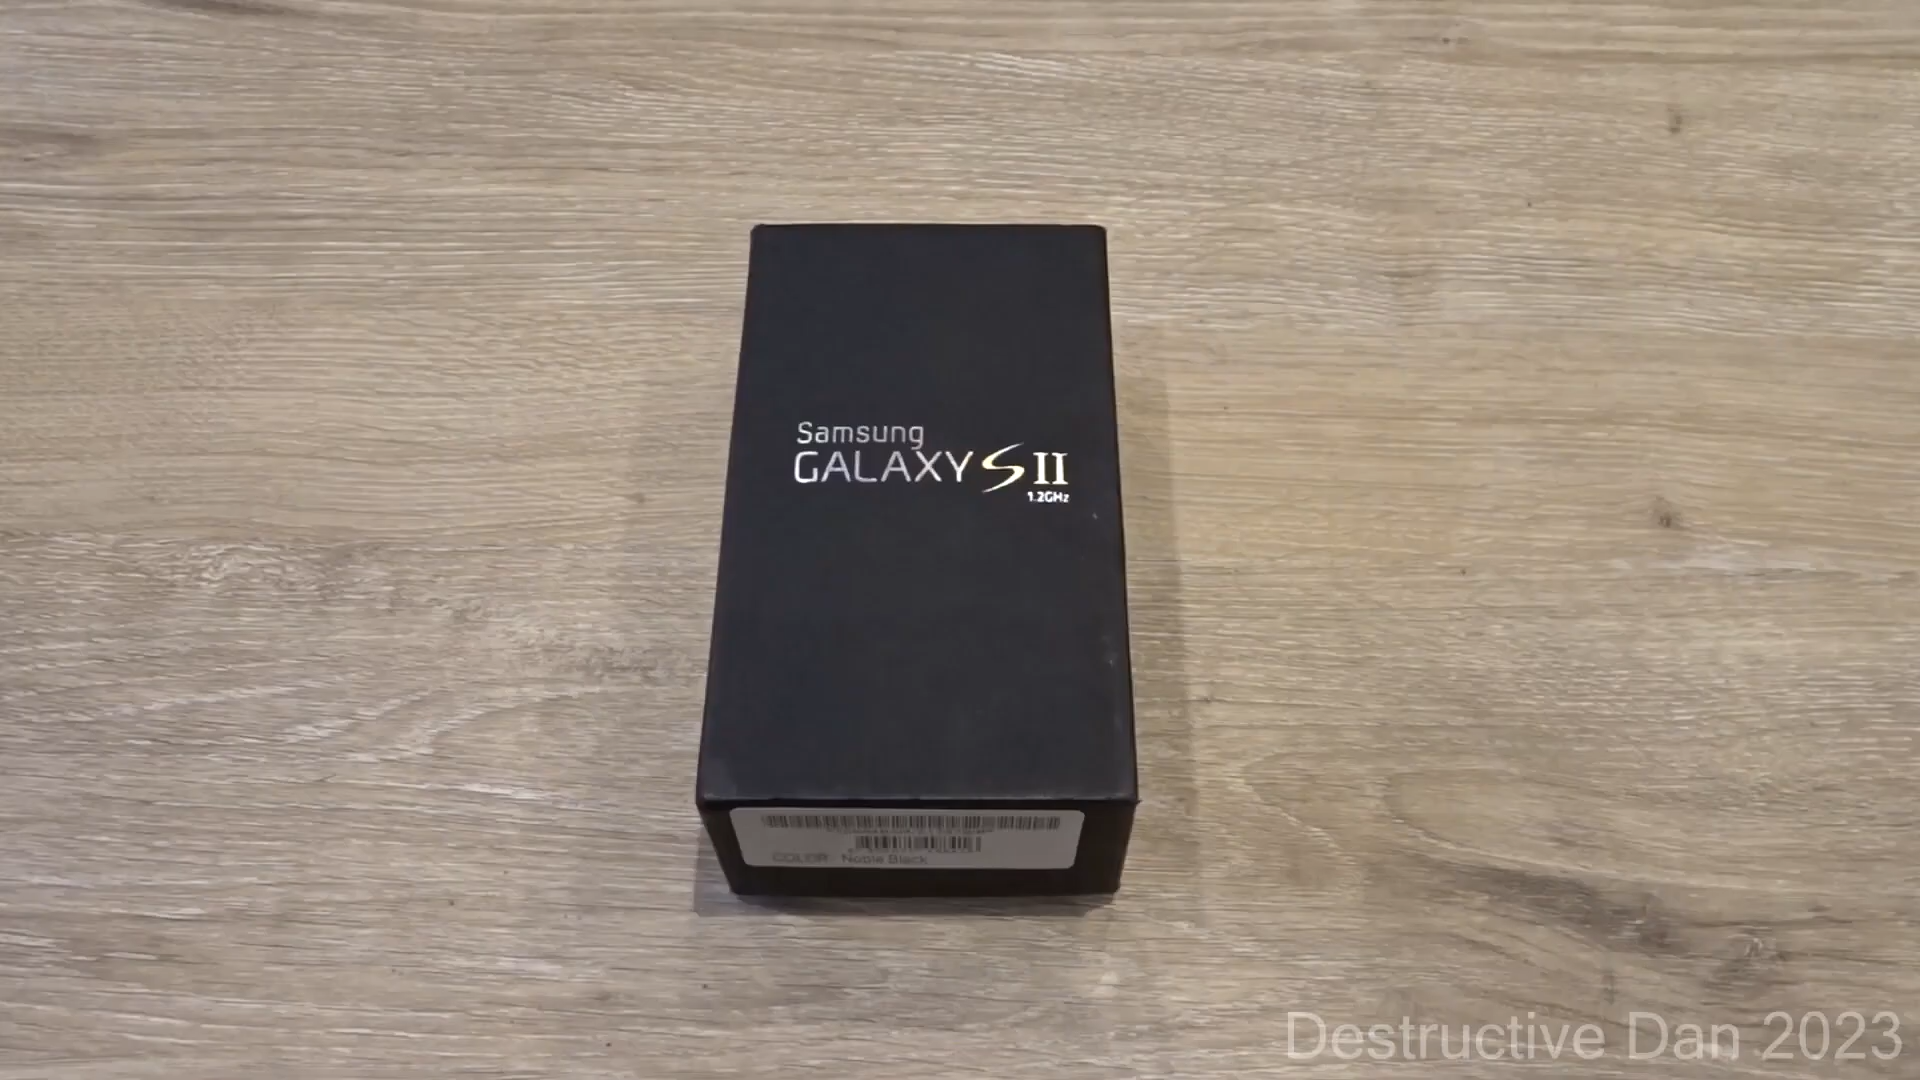 Samsung
GALAXY S II
1.2GHz
COLOR : Noble Black
Destructive Dan 2023